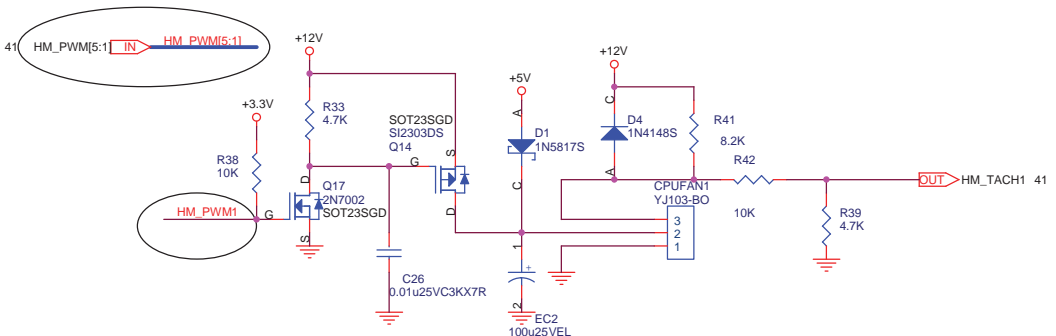 41 HM_PWM[5:1] IN HM_PWM[5:1]
+12V
+12V
+5V
+3.3V
R33
4.7K
SOT23SGD
SI2303DS
Q14
S
G
D
A
D1
1N5817S
C
C
D4
1N4148S
A
R41
8.2K
R42
10K
R38
10K
HM_PWM1
G
D
Q17
2N7002
SOT23SGD
S
CPUFAN1
YJ103-BO
3
2
1
OUT HM_TACH1 41
R39
4.7K
C26
0.01u25VC3KX7R
1
+
2
EC2
100u25VEL